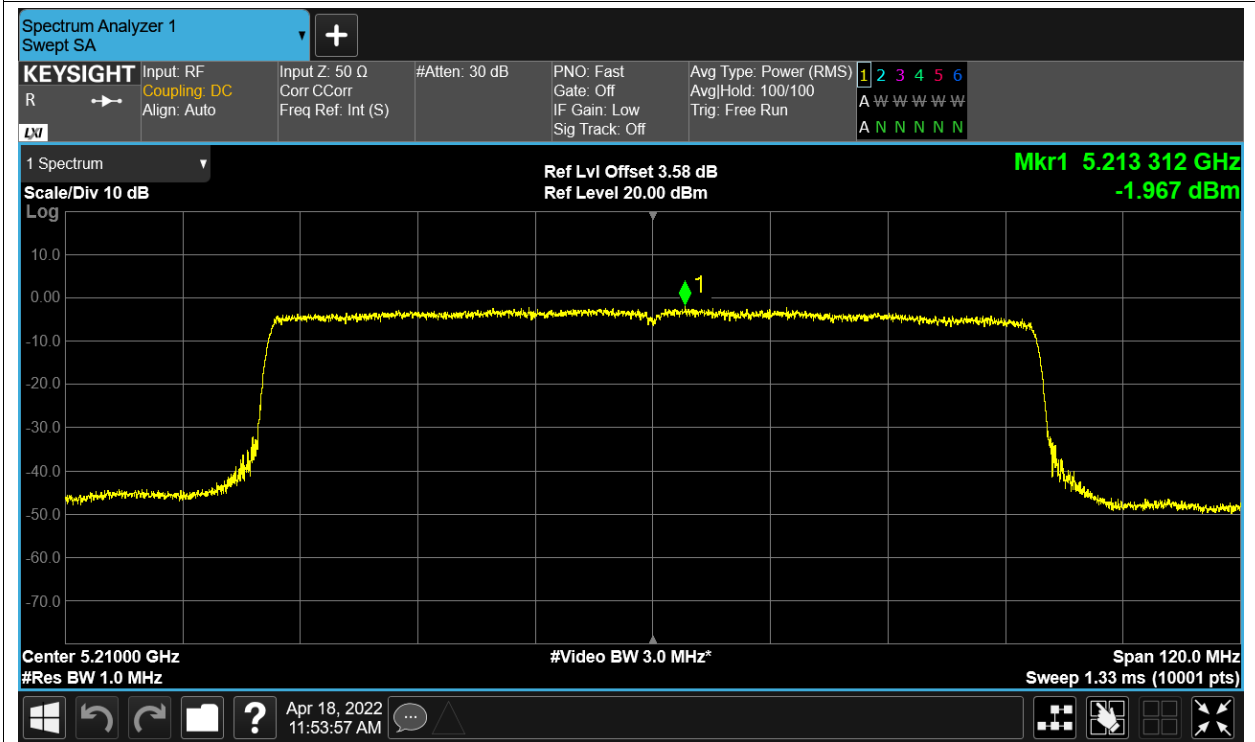 Spectrum Analyzer 1
Swept SA
KEYSIGHT
R
LXI
Input: RF
Coupling: DC
Align: Auto
Input Z: 50 Ω
Corr CCorr
Freq Ref: Int (S)
#Atten: 30 dB
PNO: Fast
Gate: Off
IF Gain: Low
Sig Track: Off
Avg Type: Power (RMS)
Avg|Hold: 100/100
Trig: Free Run
1 2 3 4 5 6
A W W W W W
A N N N N N
1 Spectrum
Scale/Div 10 dB
Log
Ref Lvl Offset 3.58 dB
Ref Level 20.00 dBm
Mkr1 5.213 312 GHz
-1.967 dBm
10.0
0.00
-10.0
-20.0
-30.0
-40.0
-50.0
-60.0
-70.0
1
Center 5.21000 GHz
#Res BW 1.0 MHz
#Video BW 3.0 MHz*
Span 120.0 MHz
Sweep 1.33 ms (10001 pts)
?
Apr 18, 2022
11:53:57 AM